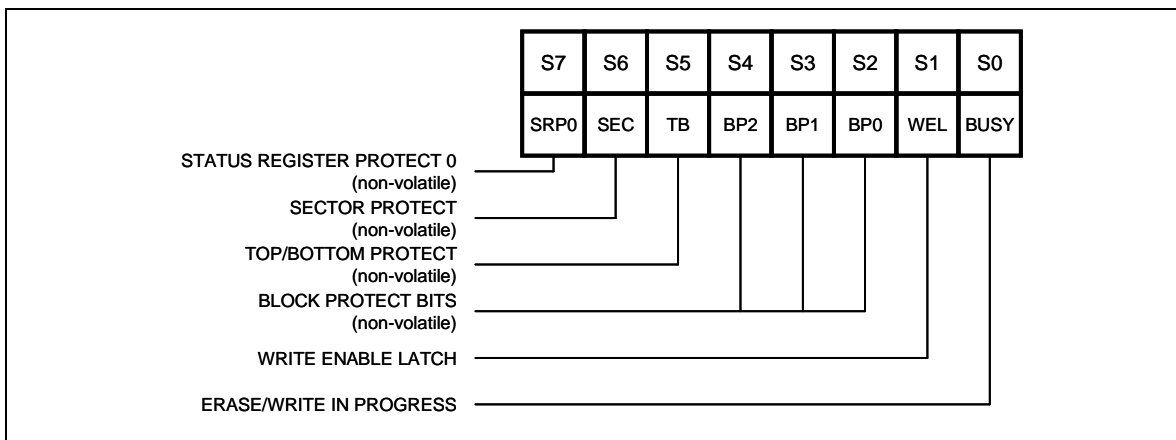 S7 S6 S5 S4 S3 S2 S1 S0
SRP0 SEC TB BP2 BP1 BP0 WEL BUSY
STATUS REGISTER PROTECT 0
(non-volatile)
SECTOR PROTECT
(non-volatile)
TOP/BOTTOM PROTECT
(non-volatile)
BLOCK PROTECT BITS
(non-volatile)
WRITE ENABLE LATCH
ERASE/WRITE IN PROGRESS